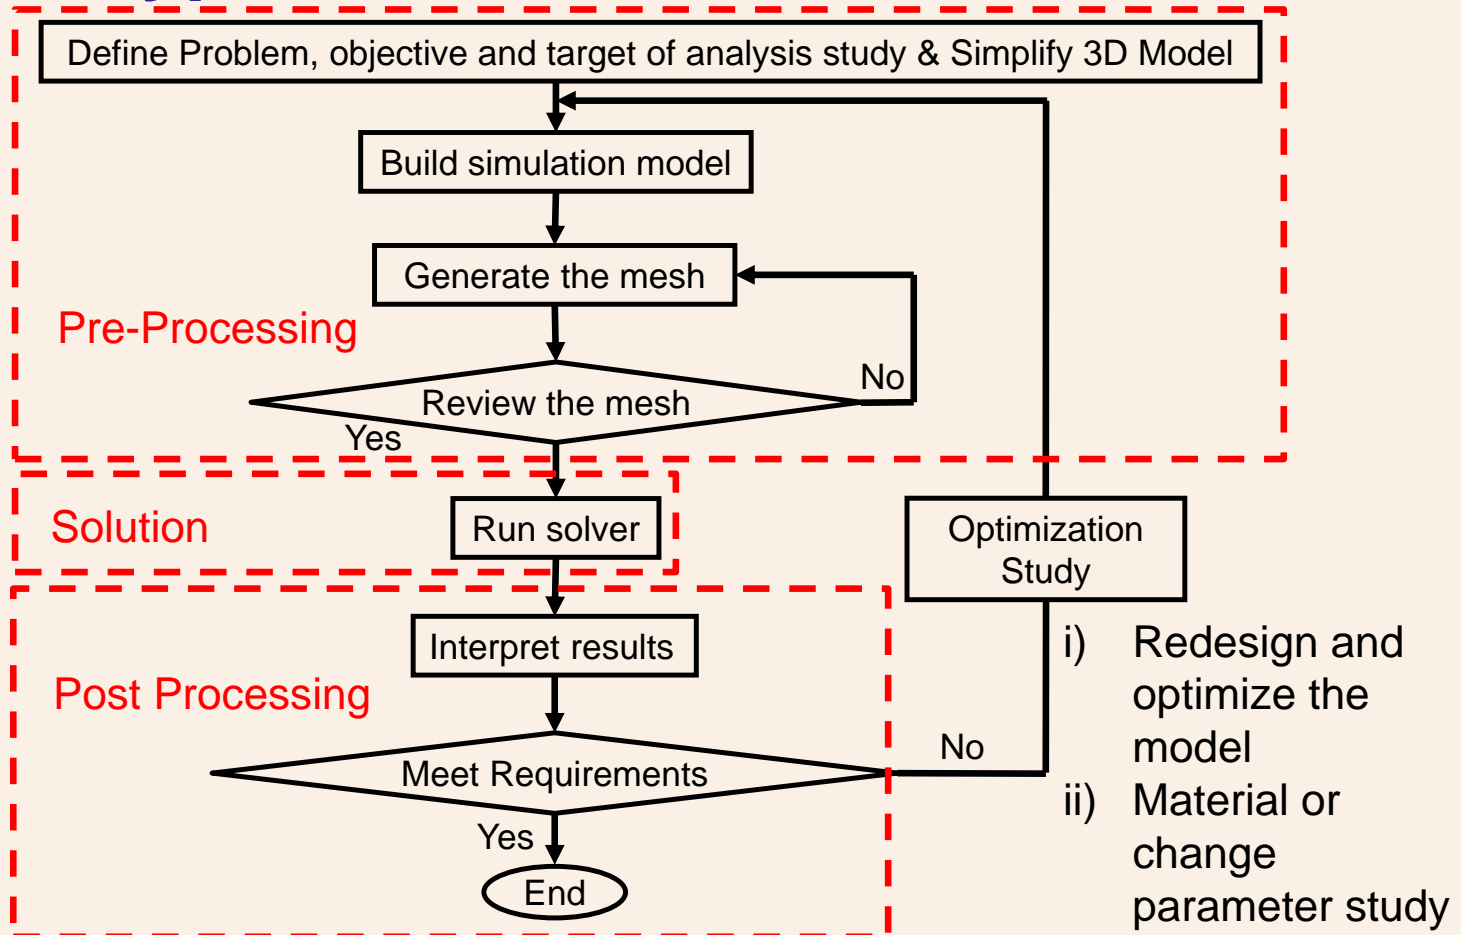 Define Problem, objective and target of analysis study & Simplify 3D Model
Build simulation model
Generate the mesh
Pre-Processing
No
Review the mesh
Yes
Solution
Run solver
Optimization
Study
Interpret results
Post Processing
i) Redesign and
optimize the
model
No
Meet Requirements
ii) Material or
change
parameter study
Yes
End